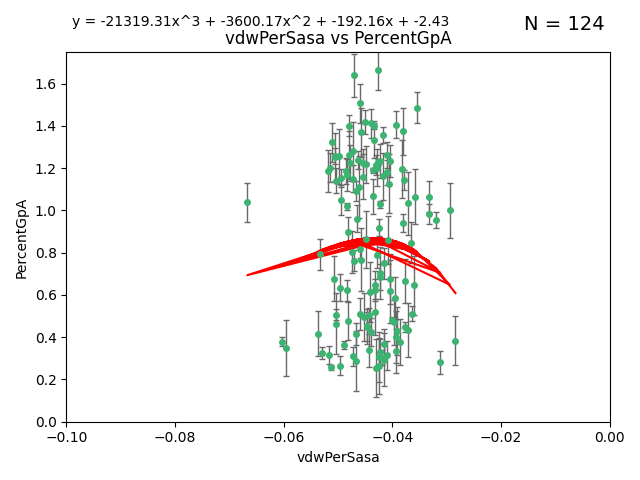 y = -21319.31x^3 + -3600.17x^2 + -192.16x + -2.43
N = 124
vdwPerSasa vs PercentGpA
PercentGpA
1.6
1.4
1.2
1.0
0.8
0.6
0.4
0.2
0.0
−0.10 −0.08 −0.06 −0.04 −0.02 0.00
vdwPerSasa